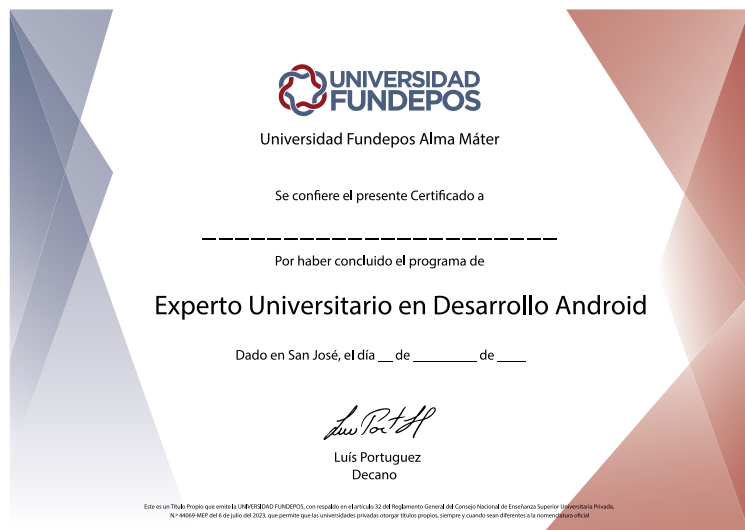 UNIVERSIDAD
FUNDEPOS
Universidad Fundepos Alma Máter
Se confiere el presente Certificado a
_ _ _ _ _ _ _ _ _ _ _ _ _ _ _ _ _ _ _ _ _ _
Por haber concluido el programa de
Experto Universitario en Desarrollo Android
Dado en San José, el día __ de ________ de ____
Luís Portuguez
Decano
Este es un Título Propio que emite la UNIVERSIDAD FUNDEPOS, con respaldo en el artículo 32 del Reglamento General del Consejo Nacional de Enseñanza Superior Universitaria Privada,
N.º 44069-MEP del 6 de julio del 2023, que permite que las universidades privadas otorgar títulos propios, siempre y cuando sean diferentes a la nomenclatura oficial